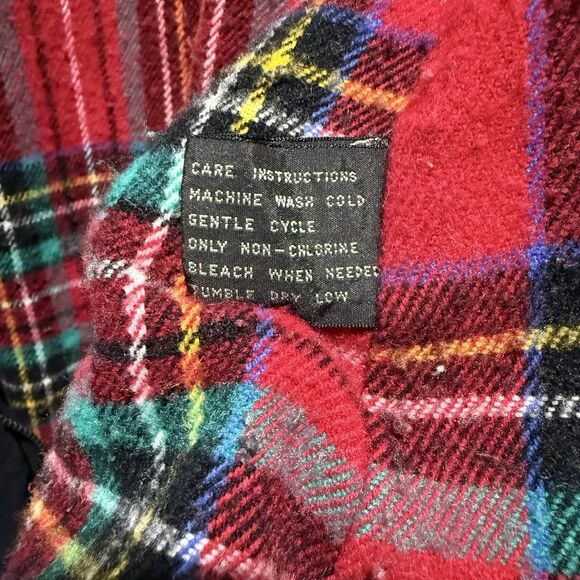 CARE INSTRUCTIONS
MACHINE WASH COLD
GENTLE CYCLE
ONLY NON-CHLORINE
BLEACH WHEN NEEDED
TUMBLE DRY LOW